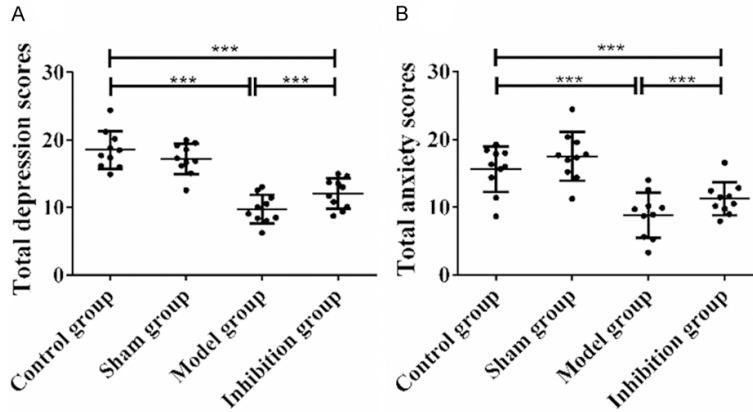 A
***
***
***
Total depression scores
30
20
10
0
Control group
Sham group
Model group
Inhibition group
B
***
***
***
Total anxiety scores
30
20
10
0
Control group
Sham group
Model group
Inhibition group